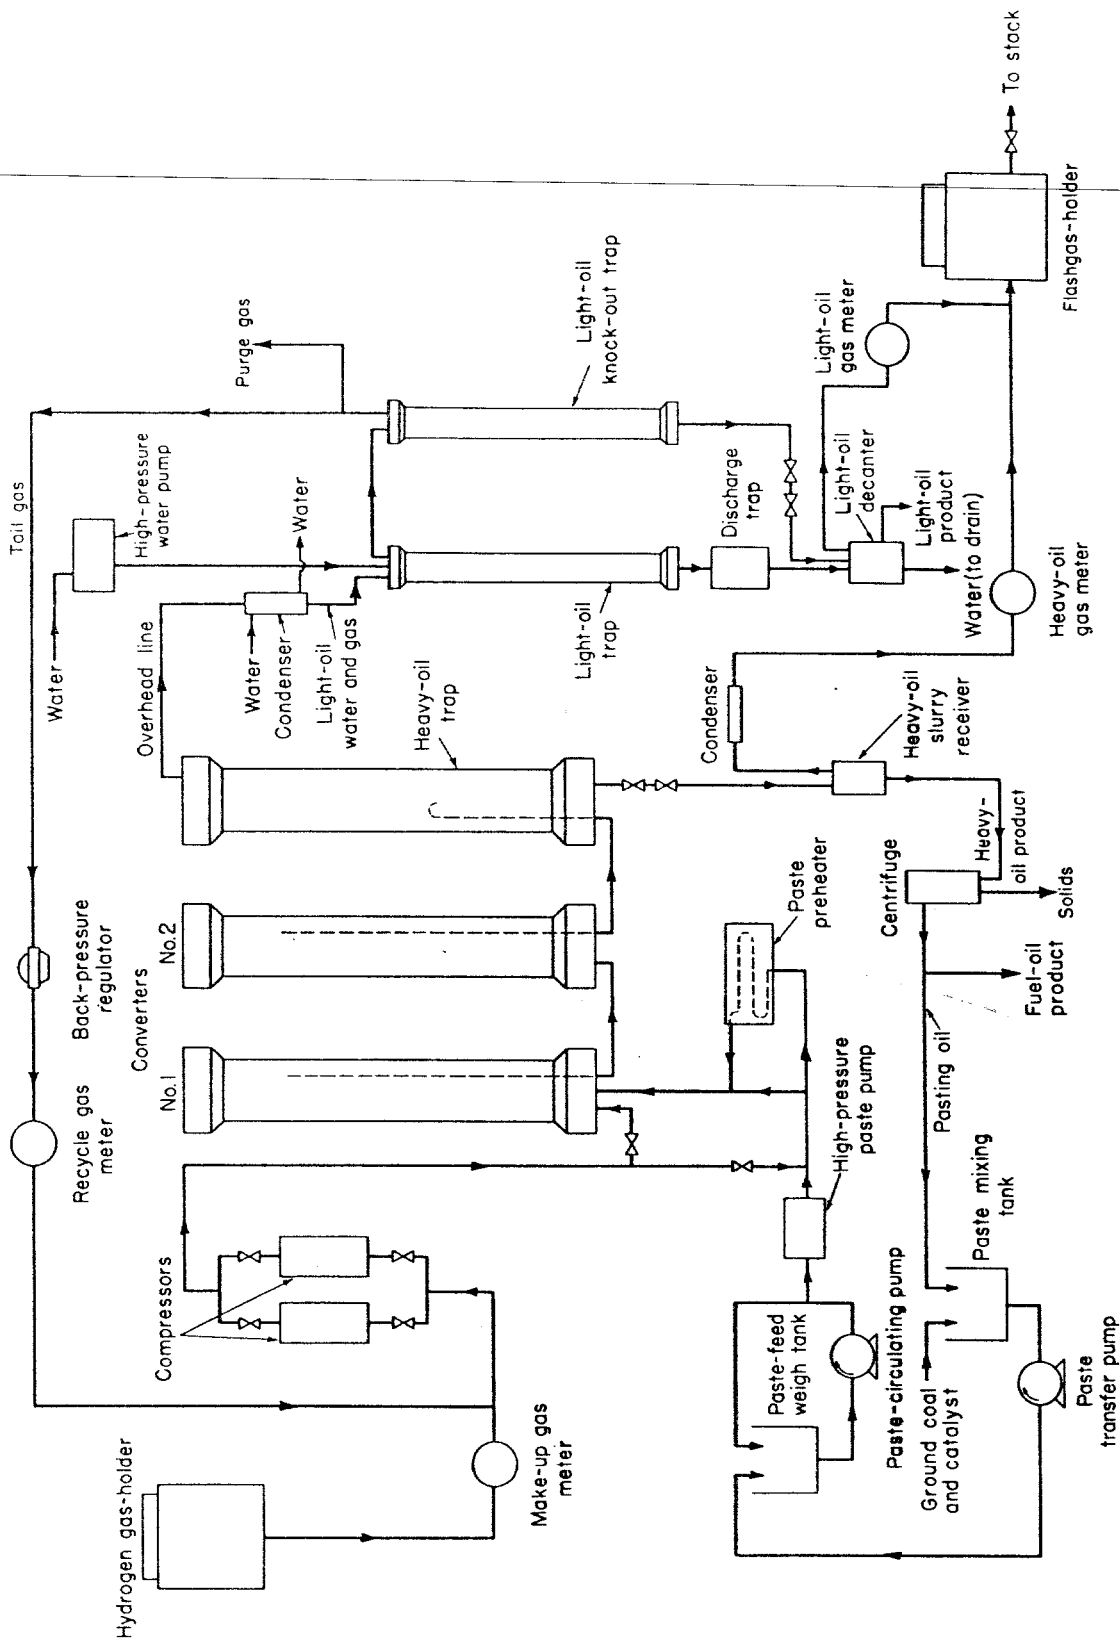 Hydrogen gas-holder
Make-up gas
meter
Compressors
Recycle gas
meter
Back-pressure
regulator
Tail gas
Converters
No.1
No.2
Water
High-pressure
water pump
Overhead line
Water
Condenser
Light-oil
water and gas
Water
Purge gas
Heavy-oil
trap
Light-oil
trap
Light-oil
knock-out trap
Discharge
trap
Light-oil
gas meter
Light-oil
decanter
Light-oil
product
Water (to drain)
Paste
preheater
High-pressure
paste pump
Condenser
Heavy-oil
slurry
receiver
Heavy-oil
gas meter
Flashgas-holder
To stack
Paste-feed
weigh tank
Paste-circulating pump
Centrifuge
Heavy-
oil product
Solids
Fuel-oil
product
Pasting oil
Ground coal
and catalyst
Paste mixing
tank
Paste
transfer pump